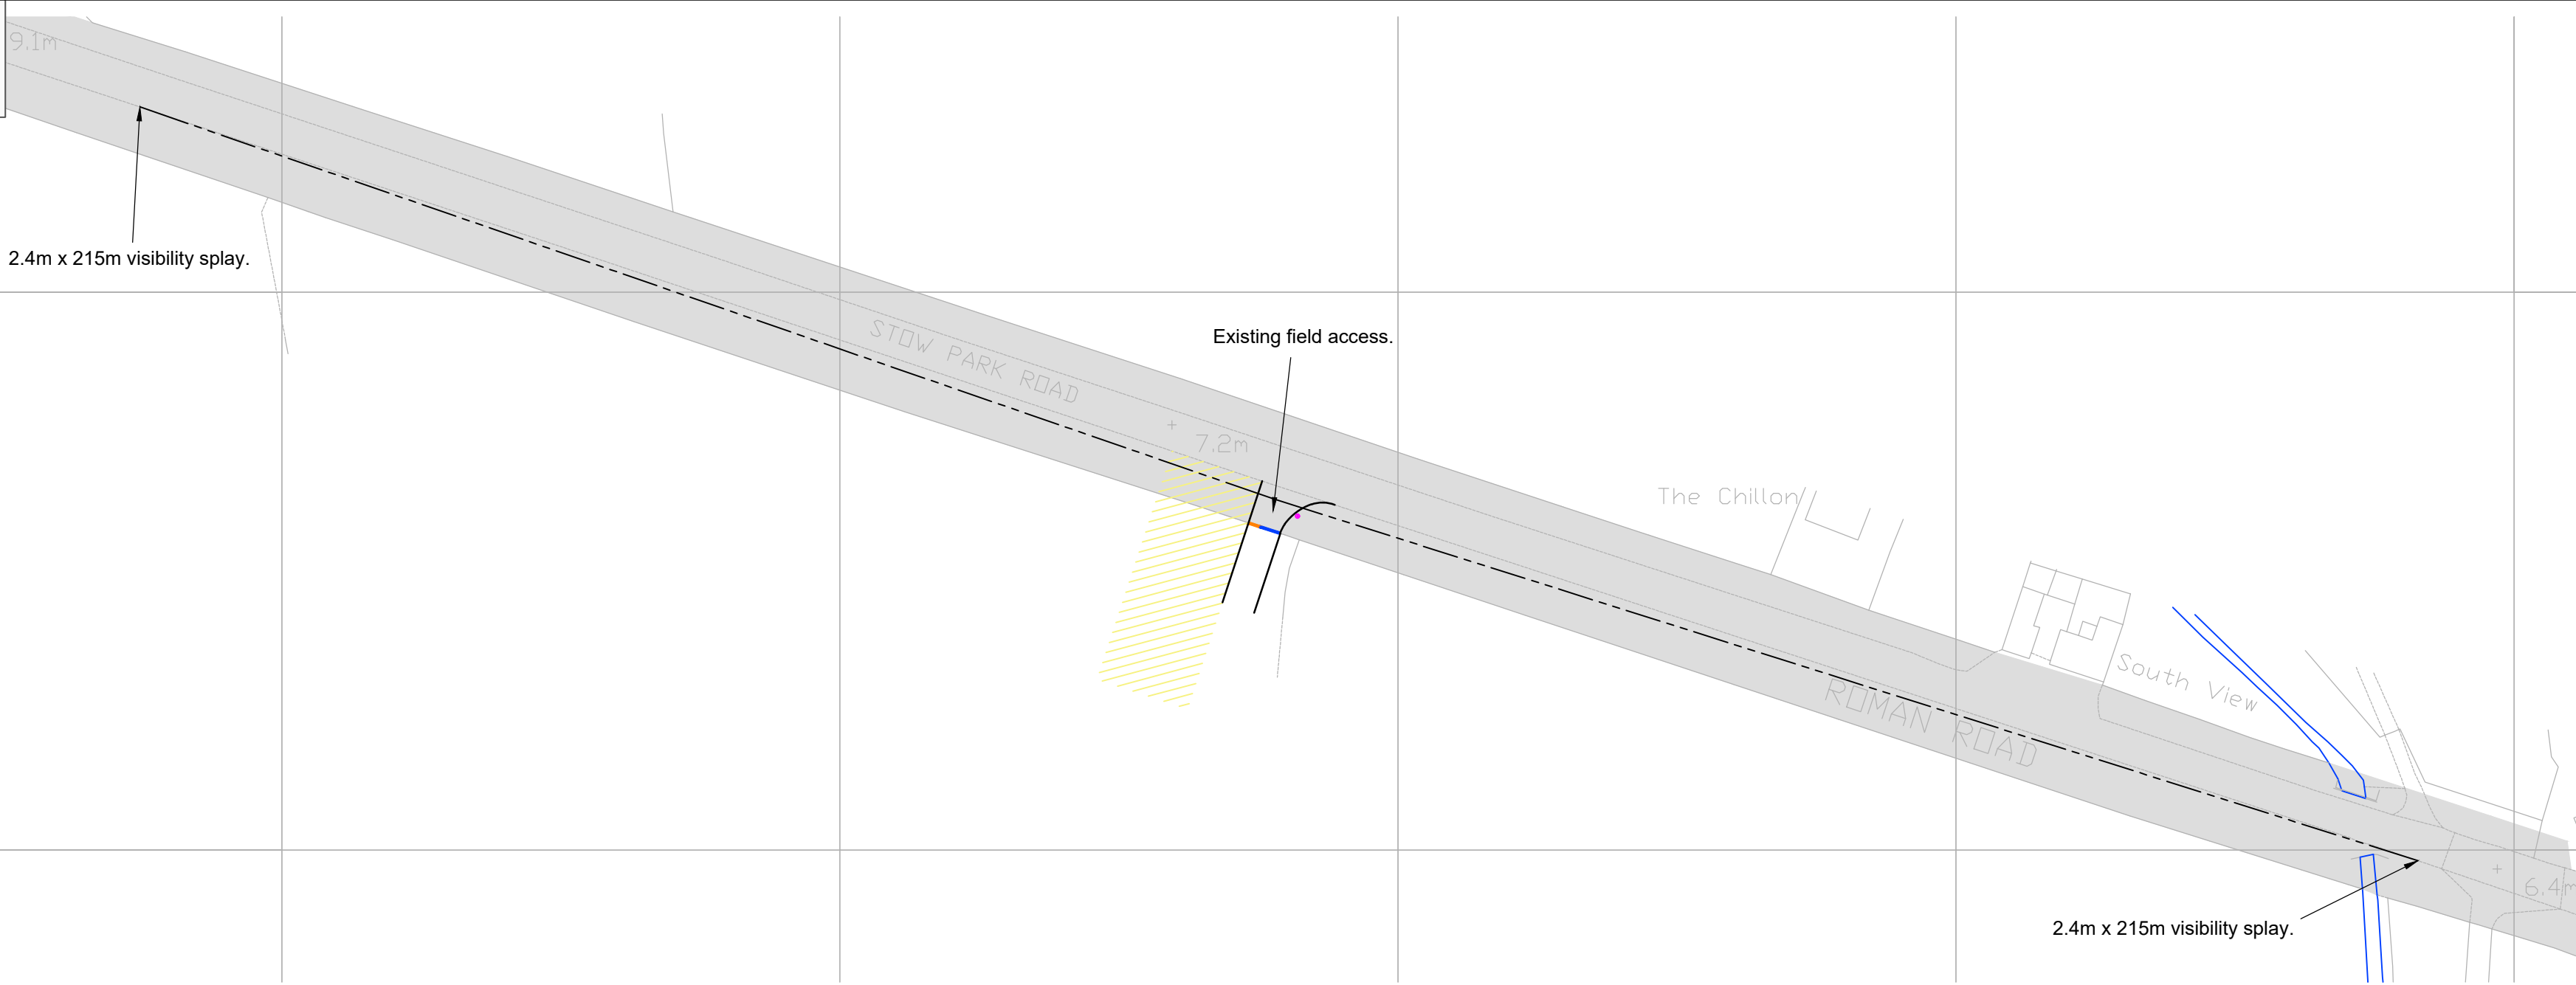 9.1m
2.4m x 215m visibility splay.
Existing field access.
STOW PARK ROAD
7.2m
The Chillon
South View
ROMAN ROAD
2.4m x 215m visibility splay.
6.4m